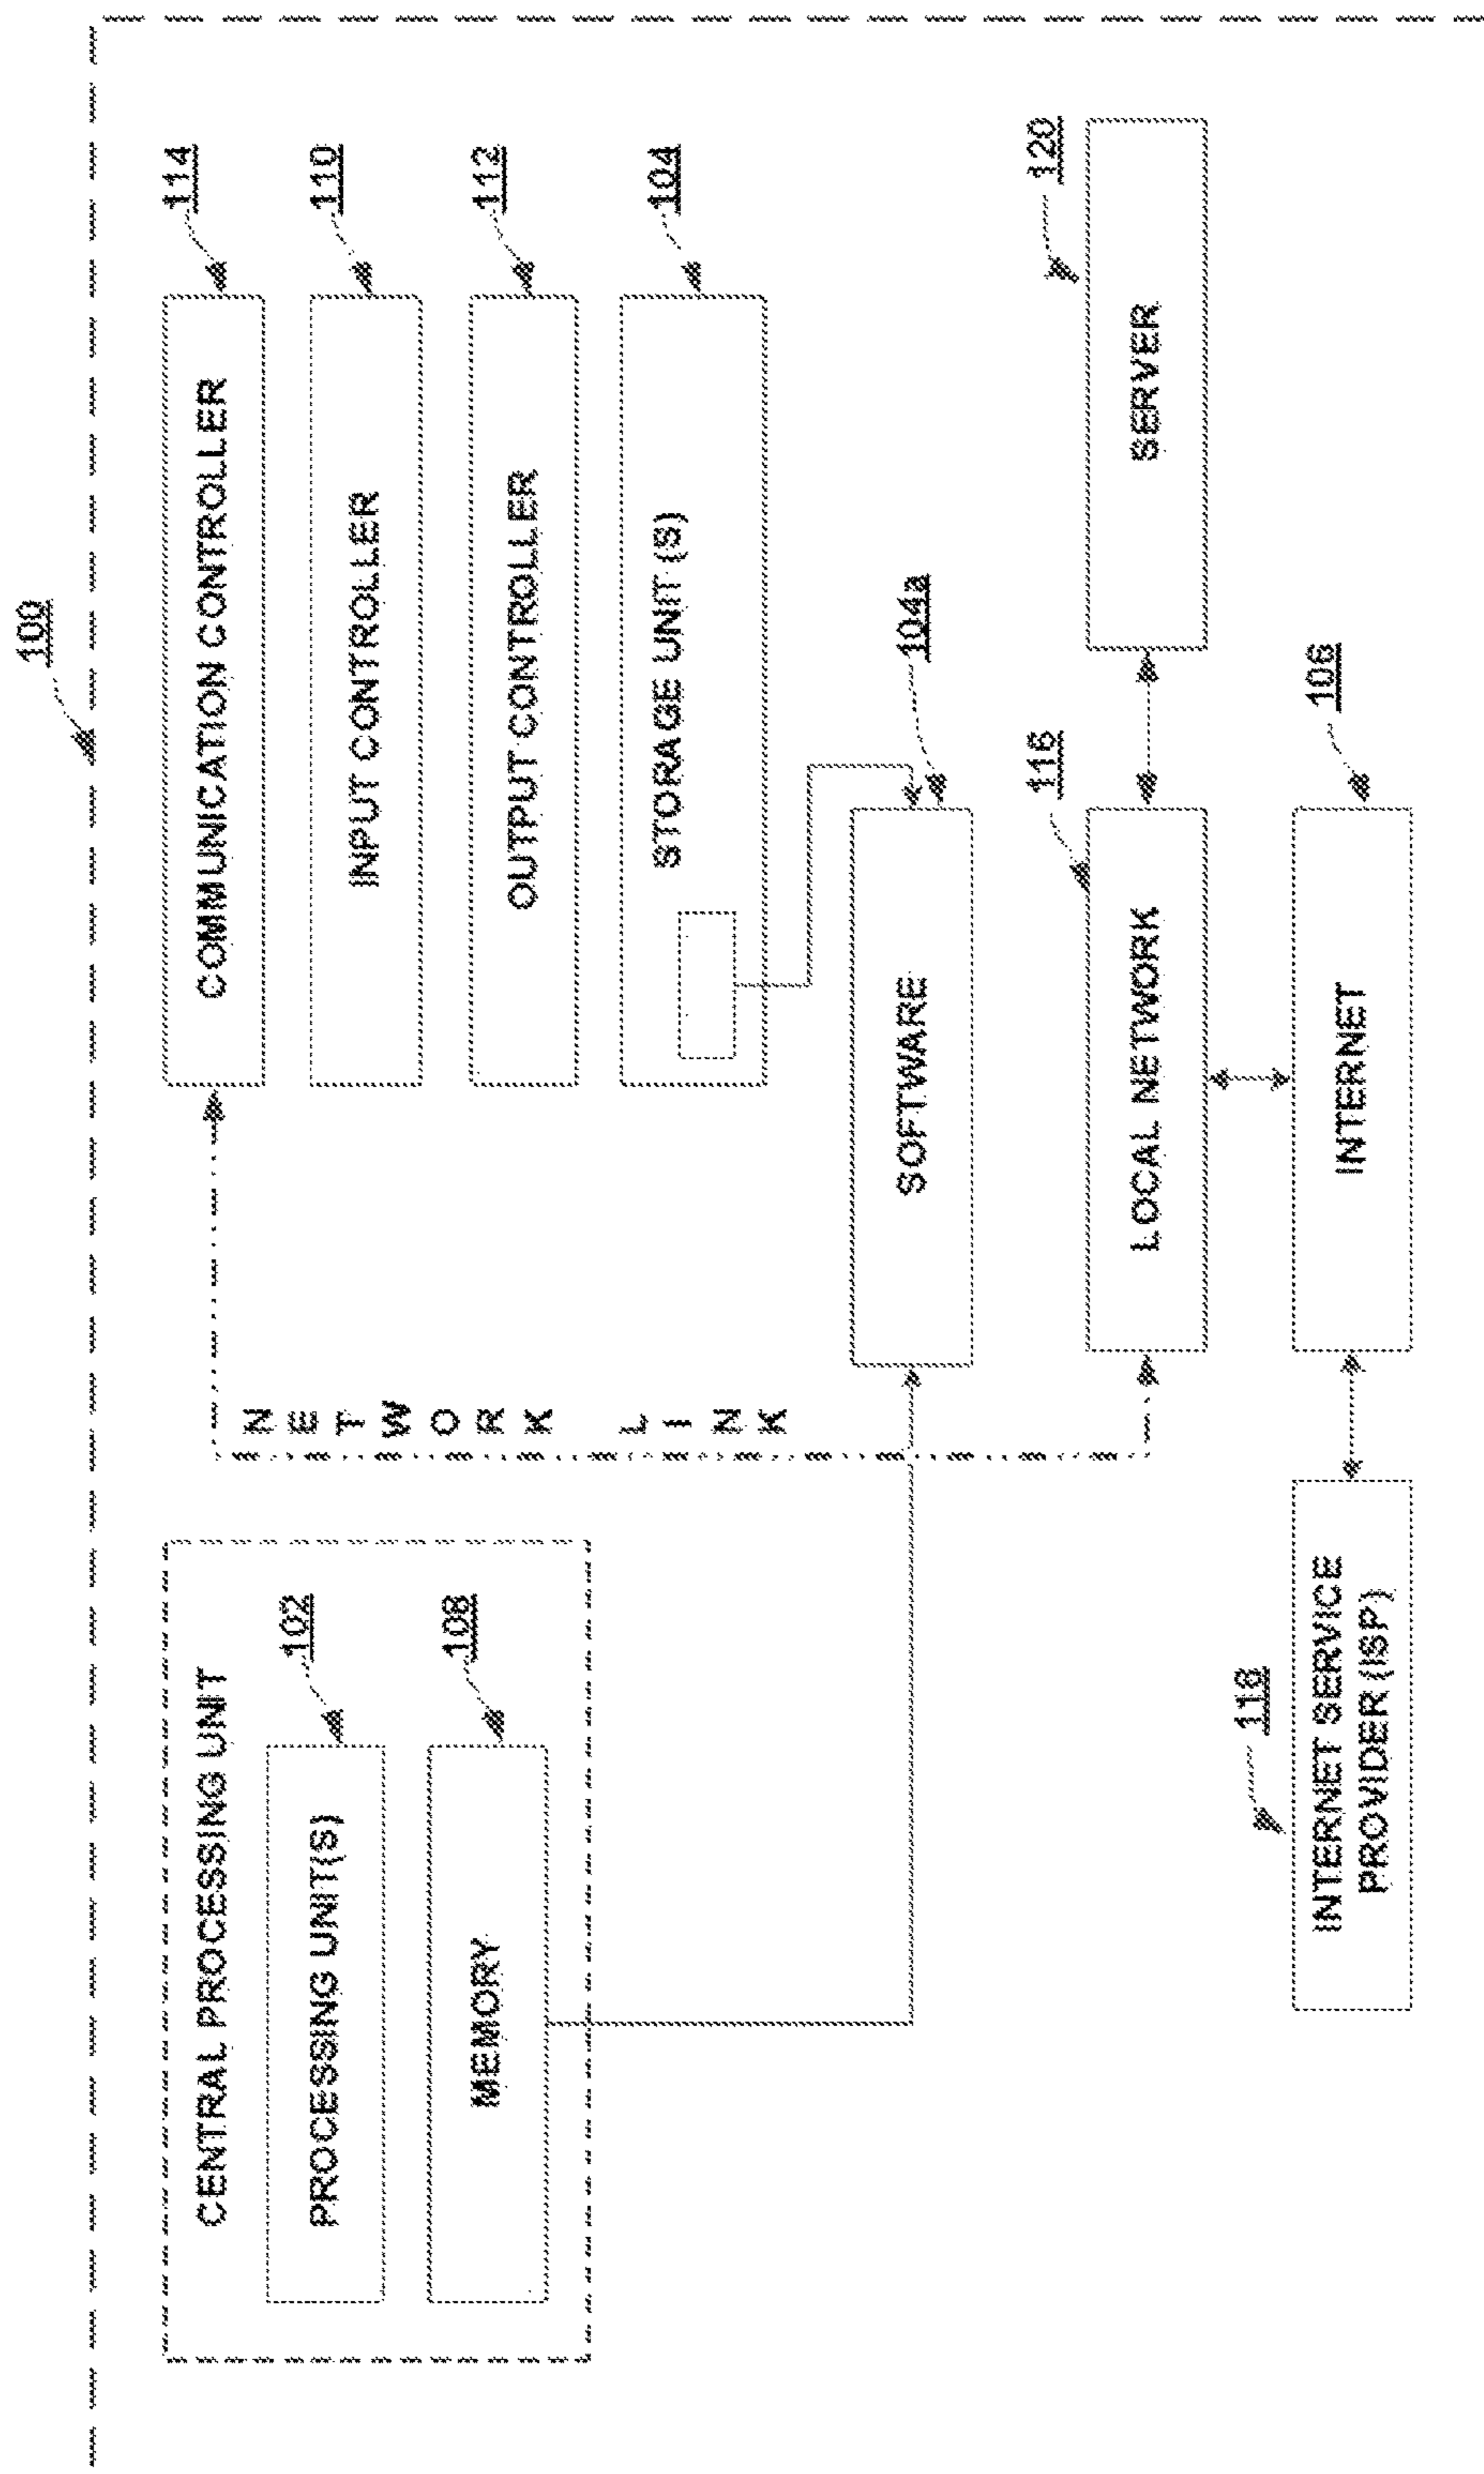 100
CENTRAL PROCESSING UNIT
102
PROCESSING UNIT(S)
108
MEMORY
NETWORK LINK
114
COMMUNICATION CONTROLLER
110
INPUT CONTROLLER
112
OUTPUT CONTROLLER
104
STORAGE UNIT (S)
104a
SOFTWARE
116
LOCAL NETWORK
120
SERVER
118
INTERNET SERVICE
PROVIDER (ISP)
106
INTERNET